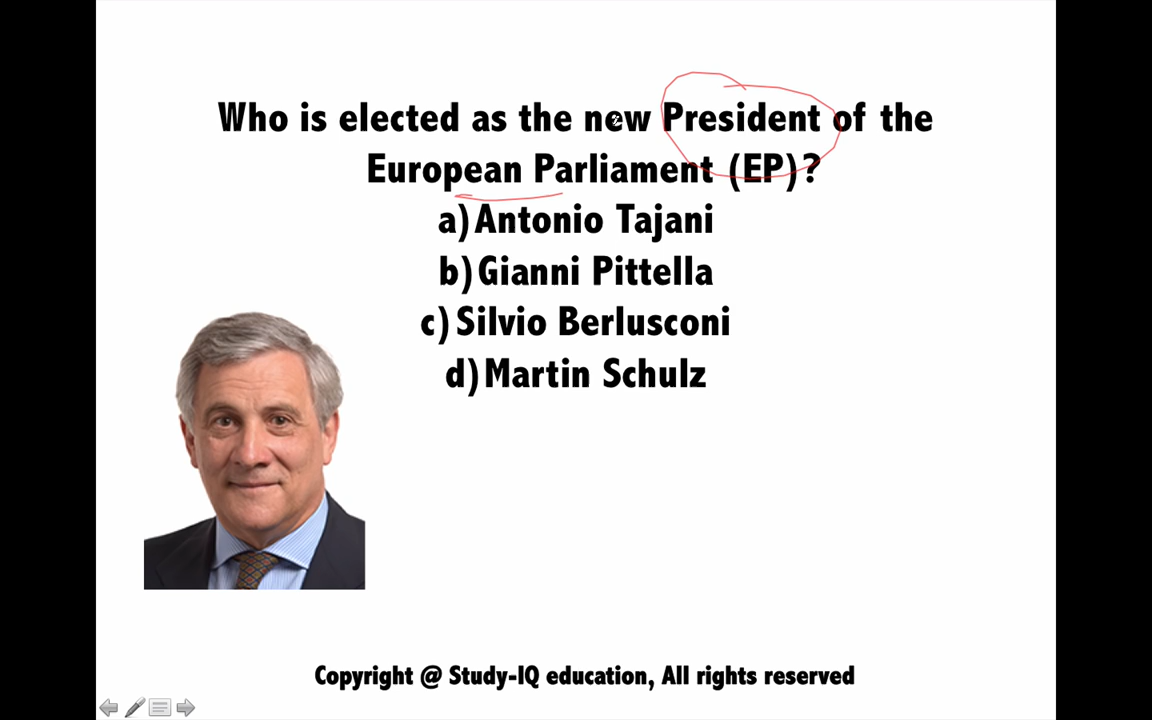 Who is elected as the new President of the
European Parliament (EP)?
a) Antonio Tajani
b) Gianni Pittella
c) Silvio Berlusconi
d) Martin Schulz
Copyright @ Study-IQ education, All rights reserved